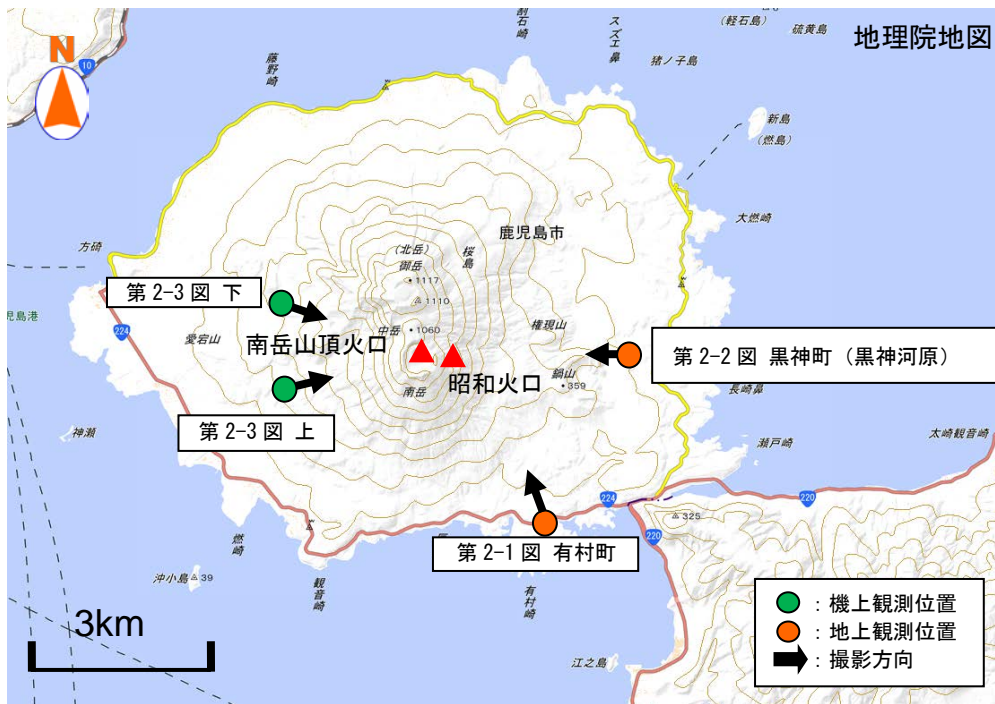 地理院地図
N
10
藤野崎
割石崎
スズエ鼻
(軽石島)
硫黄島
猪ノ子島
新島
(燃島)
大燃崎
鹿児島市
桜島
(北岳)
御岳
1117
1110
方碕
第 2-3 図 下
児島港
224
愛宕山
南岳山頂火口
中岳
1060
権現山
昭和火口
鍋山
359
第 2-2 図 黒神町(黒神河原)
長崎鼻
南岳
第 2-3 図 上
神瀬
瀬戸崎
太崎観音崎
224
220
325
220
第 2-1 図 有村町
燃崎
沖小島
39
観音崎
有村崎
江之島
3km
:機上観測位置
:地上観測位置
:撮影方向